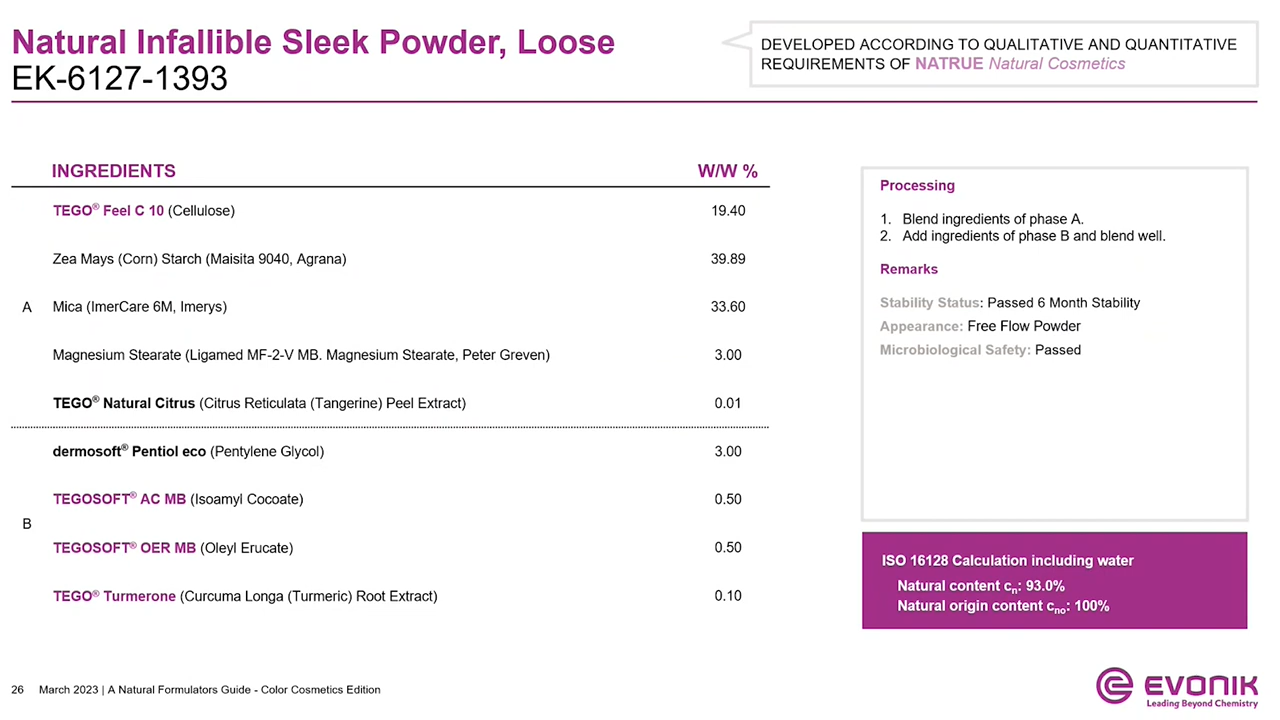 Natural Infallible Sleek Powder, Loose
EK-6127-1393
DEVELOPED ACCORDING TO QUALITATIVE AND QUANTITATIVE
REQUIREMENTS OF NATRUE Natural Cosmetics
INGREDIENTS W/W %
TEGO® Feel C 10 (Cellulose) 19.40
Zea Mays (Corn) Starch (Maisita 9040, Agrana) 39.89
A Mica (ImerCare 6M, Imerys) 33.60
Magnesium Stearate (Ligamed MF-2-V MB. Magnesium Stearate, Peter Greven) 3.00
TEGO® Natural Citrus (Citrus Reticulata (Tangerine) Peel Extract) 0.01
dermosoft® Pentiol eco (Pentylene Glycol) 3.00
TEGOSOFT® AC MB (Isoamyl Cocoate) 0.50
B
TEGOSOFT® OER MB (Oleyl Erucate) 0.50
TEGO® Turmerone (Curcuma Longa (Turmeric) Root Extract) 0.10
Processing
1. Blend ingredients of phase A.
2. Add ingredients of phase B and blend well.
Remarks
Stability Status: Passed 6 Month Stability
Appearance: Free Flow Powder
Microbiological Safety: Passed
ISO 16128 Calculation including water
Natural content cn: 93.0%
Natural origin content cno: 100%
26 March 2023 | A Natural Formulators Guide - Color Cosmetics Edition
EVONIK
Leading Beyond Chemistry